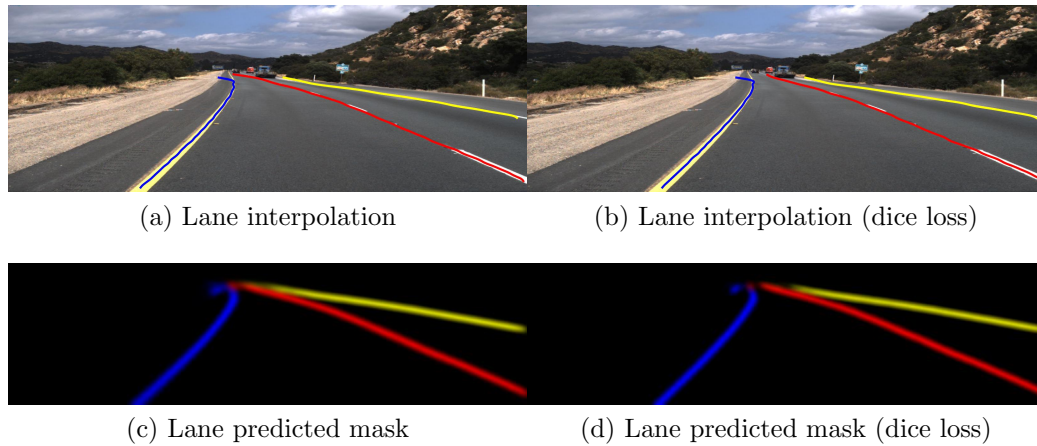 (a) Lane interpolation
(b) Lane interpolation (dice loss)
(c) Lane predicted mask
(d) Lane predicted mask (dice loss)